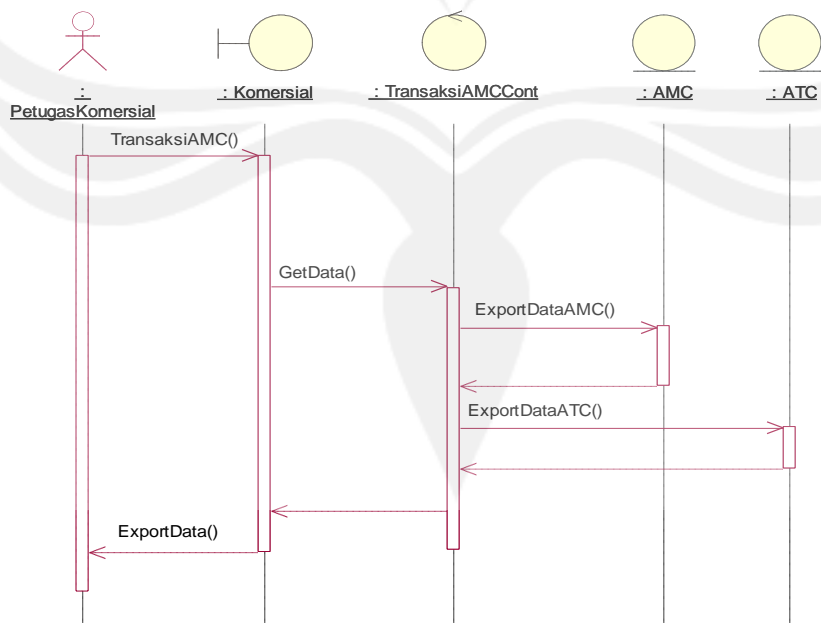 :
PetugasKomersial
: Komersial
: TransaksiAMCCont
: AMC
: ATC
TransaksiAMC()
GetData()
ExportDataAMC()
ExportDataATC()
ExportData()